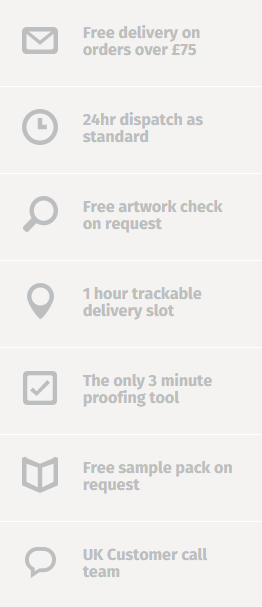 Free delivery on
orders over £75
24hr dispatch as
standard
Free artwork check
on request
1 hour trackable
delivery slot
The only 3 minute
proofing tool
Free sample pack on
request
UK Customer call
team